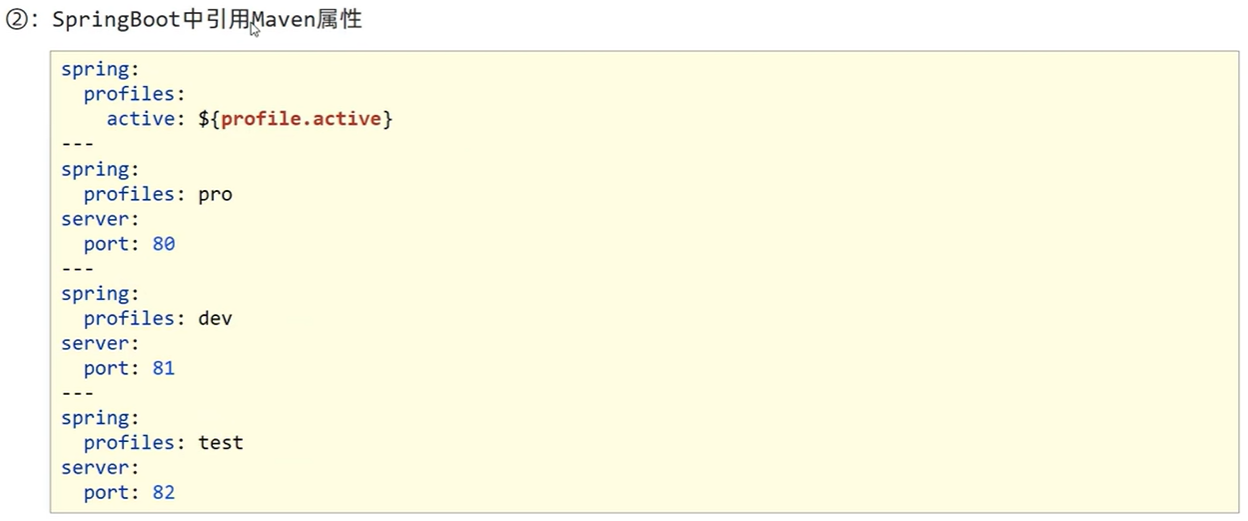 ②: SpringBoot中引用Maven属性
spring:
  profiles:
    active: ${profile.active}
---
spring:
  profiles: pro
server:
  port: 80
---
spring:
  profiles: dev
server:
  port: 81
---
spring:
  profiles: test
server:
  port: 82